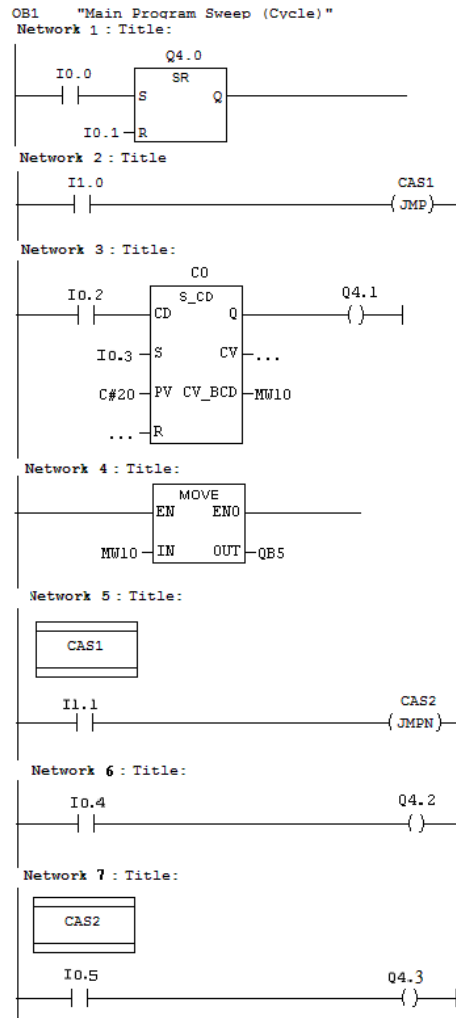 OB1 "Main Program Sweep (Cycle)"
Network 1 : Title:
Q4.0
I0.0 SR
S Q
I0.1 R
Network 2 : Title
I1.0 CAS1
JMP
Network 3 : Title:
C0
I0.2 S_CD Q4.1
CD Q
I0.3 S CV ...
C#20 PV CV_BCD MW10
... R
Network 4 : Title:
MOVE
EN ENO
MW10 IN OUT QB5
Network 5 : Title:
CAS1
I1.1 CAS2
JMPN
Network 6 : Title:
I0.4 Q4.2
Network 7 : Title:
CAS2
I0.5 Q4.3